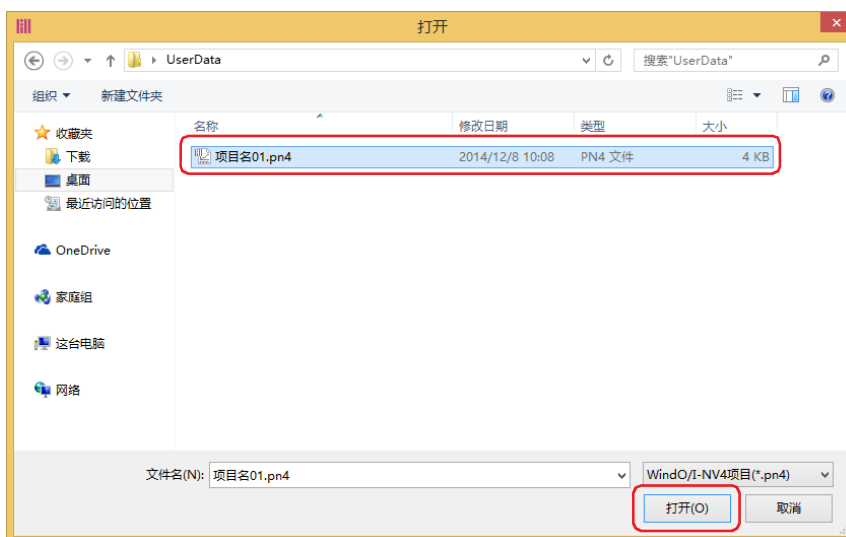 打开
UserData
搜索"UserData"
组织
新建文件夹
名称 修改日期 类型 大小
收藏夹
下载
桌面
最近访问的位置
OneDrive
家庭组
这台电脑
网络
项目名01.pn4 2014/12/8 10:08 PN4 文件 4 KB
文件名(N): 项目名01.pn4 WindO/I-NV4项目(*.pn4)
打开(O) 取消